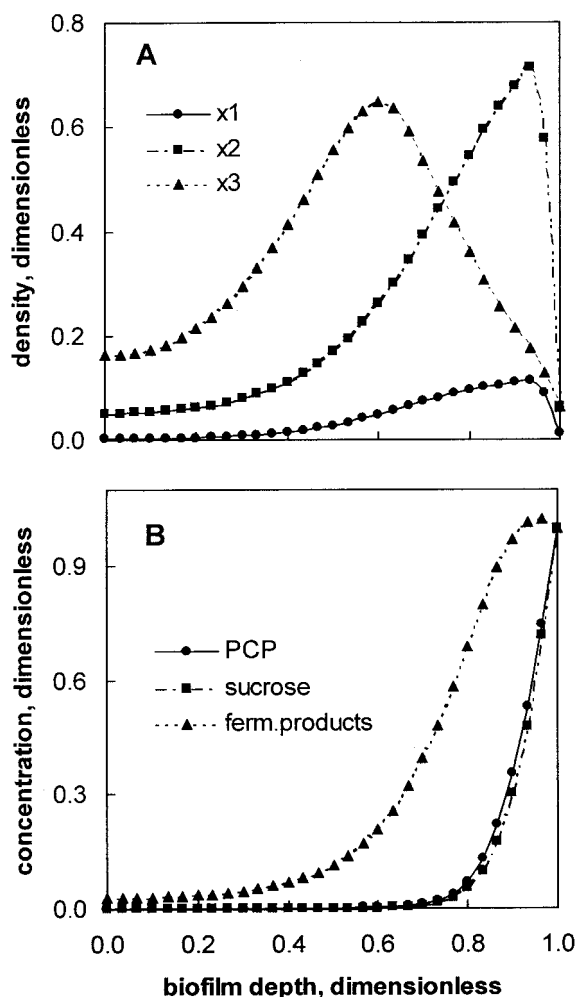 0.8
A
x1
x2
x3
0.6
0.4
0.2
0.0
density, dimensionless
B
0.9
PCP
sucrose
ferm.products
0.6
0.3
0.0
concentration, dimensionless
0.0 0.2 0.4 0.6 0.8 1.0
biofilm depth, dimensionless